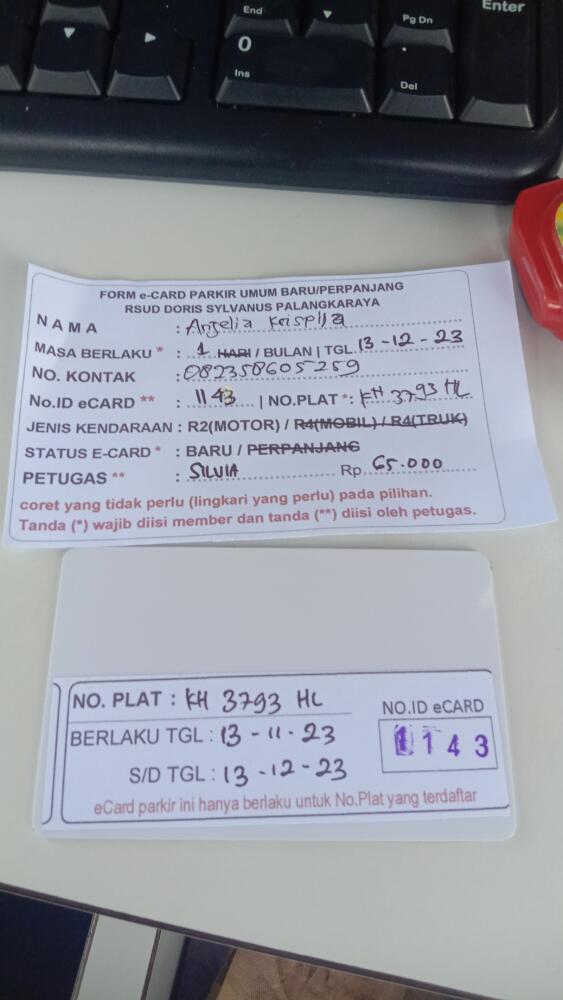 End
Pg Dn
Enter
0
Ins
.
Del
FORM e-CARD PARKIR UMUM BARU/PERPANJANG
RSUD DORIS SYLVANUS PALANGKARAYA
NAMA : Angelia
MASA BERLAKU * : 1 HARI / BULAN | TGL 13-12-23
NO. KONTAK : 082358605259
No.ID eCARD ** : 1143 | NO.PLAT *: KH 3793 HL
JENIS KENDARAAN : R2(MOTOR) / R4(MOBIL) / R4(TRUK)
STATUS E-CARD * : BARU / PERPANJANG
PETUGAS ** : SILVIA Rp 65.000
coret yang tidak perlu (lingkari yang perlu) pada pilihan.
Tanda (*) wajib diisi member dan tanda (**) diisi oleh petugas.
NO. PLAT : KH 3793 HL
NO.ID eCARD
BERLAKU TGL : 13-11-23
1143
S/D TGL : 13-12-23
eCard parkir ini hanya berlaku untuk No.Plat yang terdaftar